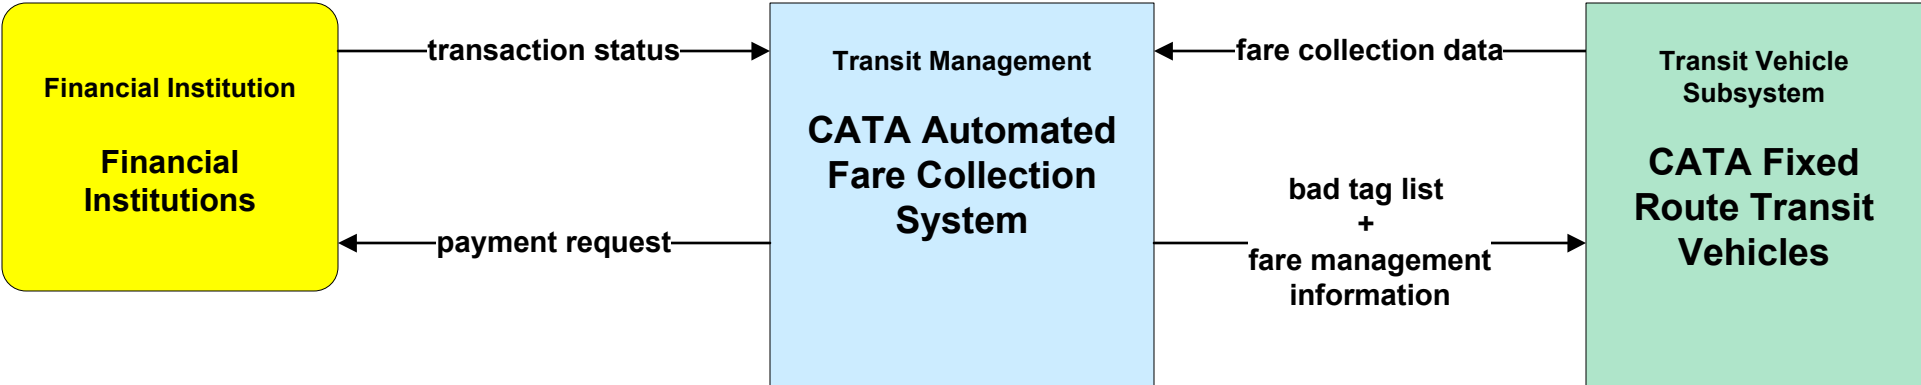 Financial Institution
Financial
Institutions
transaction status
payment request
Transit Management
CATA Automated
Fare Collection
System
fare collection data
bad tag list
+
fare management
information
Transit Vehicle
Subsystem
CATA Fixed
Route Transit
Vehicles